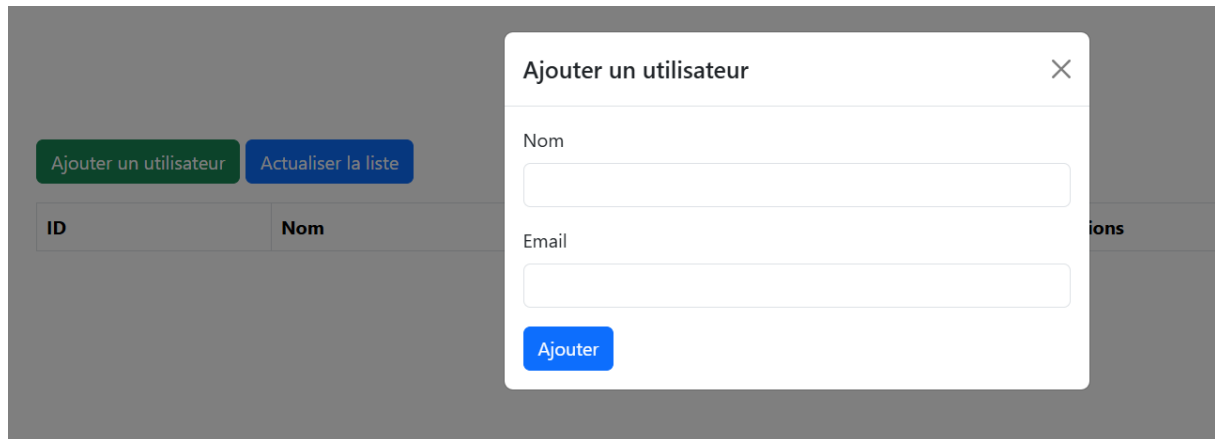 Ajouter un utilisateur
Nom
Email
Ajouter
Ajouter un utilisateur Actualiser la liste
ID Nom ions